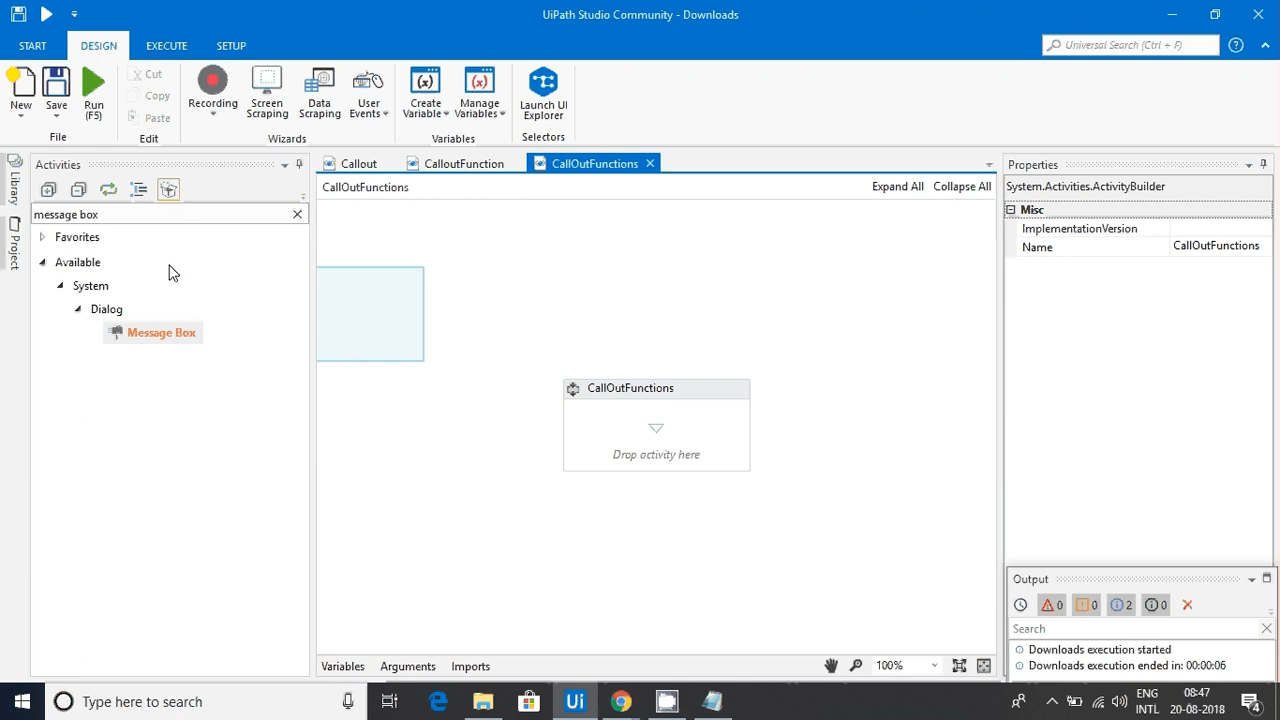 UiPath Studio Community - Downloads
START DESIGN EXECUTE SETUP
Universal Search (Ctrl + F)
New Save Run (F5) Cut Copy Paste Recording Screen Scraping Data Scraping User Events Create Variable Manage Variables Launch UI Explorer
File Edit Wizards Variables Selectors
Library
Project
Activities
message box
Favorites
Available
System
Dialog
Message Box
Callout CalloutFunction CallOutFunctions
CallOutFunctions Expand All Collapse All
CallOutFunctions
Drop activity here
Variables Arguments Imports 100%
Properties
System.Activities.ActivityBuilder
Misc
ImplementationVersion
Name CallOutFunctions
Output
0 0 2 0
Search
Downloads execution started
Downloads execution ended in: 00:00:06
Type here to search
Ui
ENG
INTL
08:47
20-08-2018
4